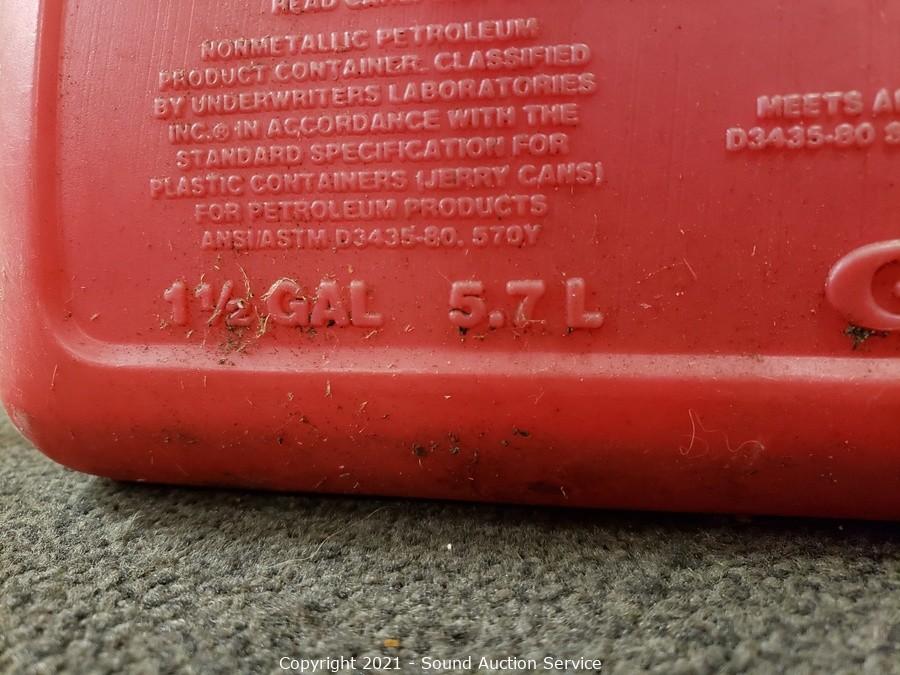 NONMETALLIC PETROLEUM
PRODUCT CONTAINER CLASSIFIED
BY UNDERWRITERS LABORATORIES
INC.® IN ACCORDANCE WITH THE
STANDARD SPECIFICATION FOR
PLASTIC CONTAINERS (JERRY CANS)
FOR PETROLEUM PRODUCTS
ANSI/ASTM D3435-80. 570Y
1½ GAL 5.7 L
MEETS
D3435-80
Copyright 2021 - Sound Auction Service